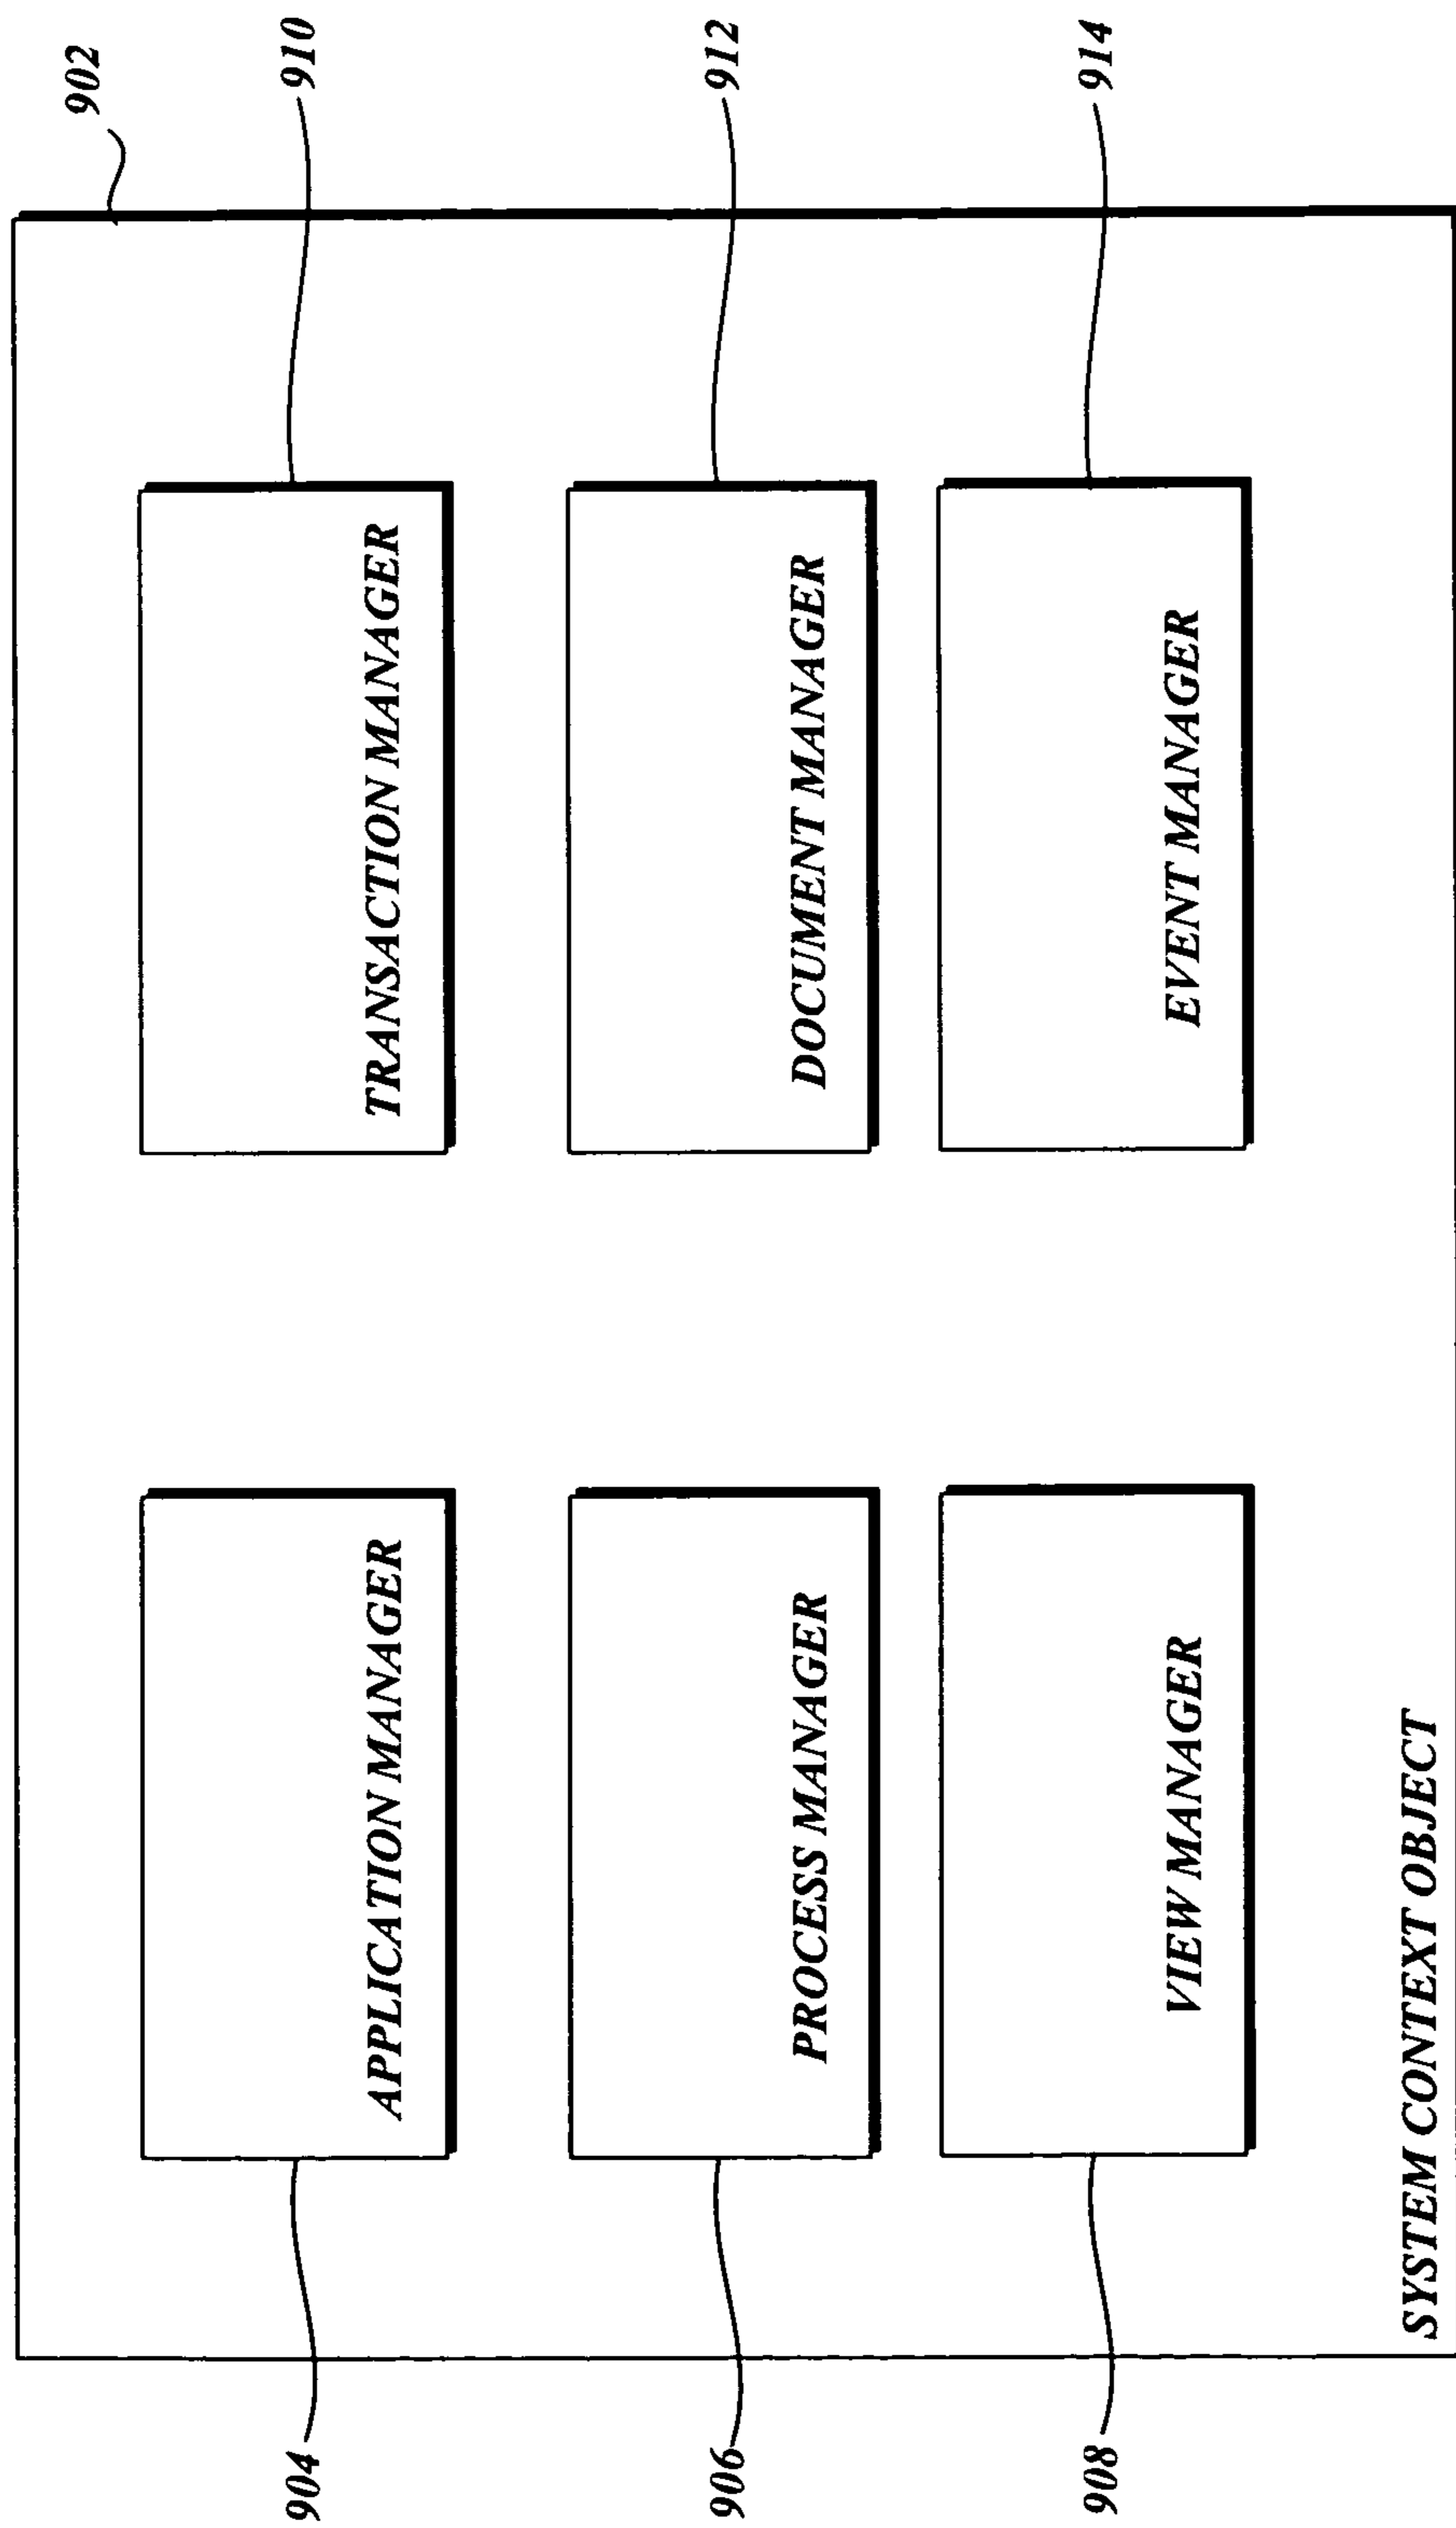 902
APPLICATION MANAGER
TRANSACTION MANAGER
904
910
PROCESS MANAGER
DOCUMENT MANAGER
906
912
VIEW MANAGER
EVENT MANAGER
908
914
SYSTEM CONTEXT OBJECT